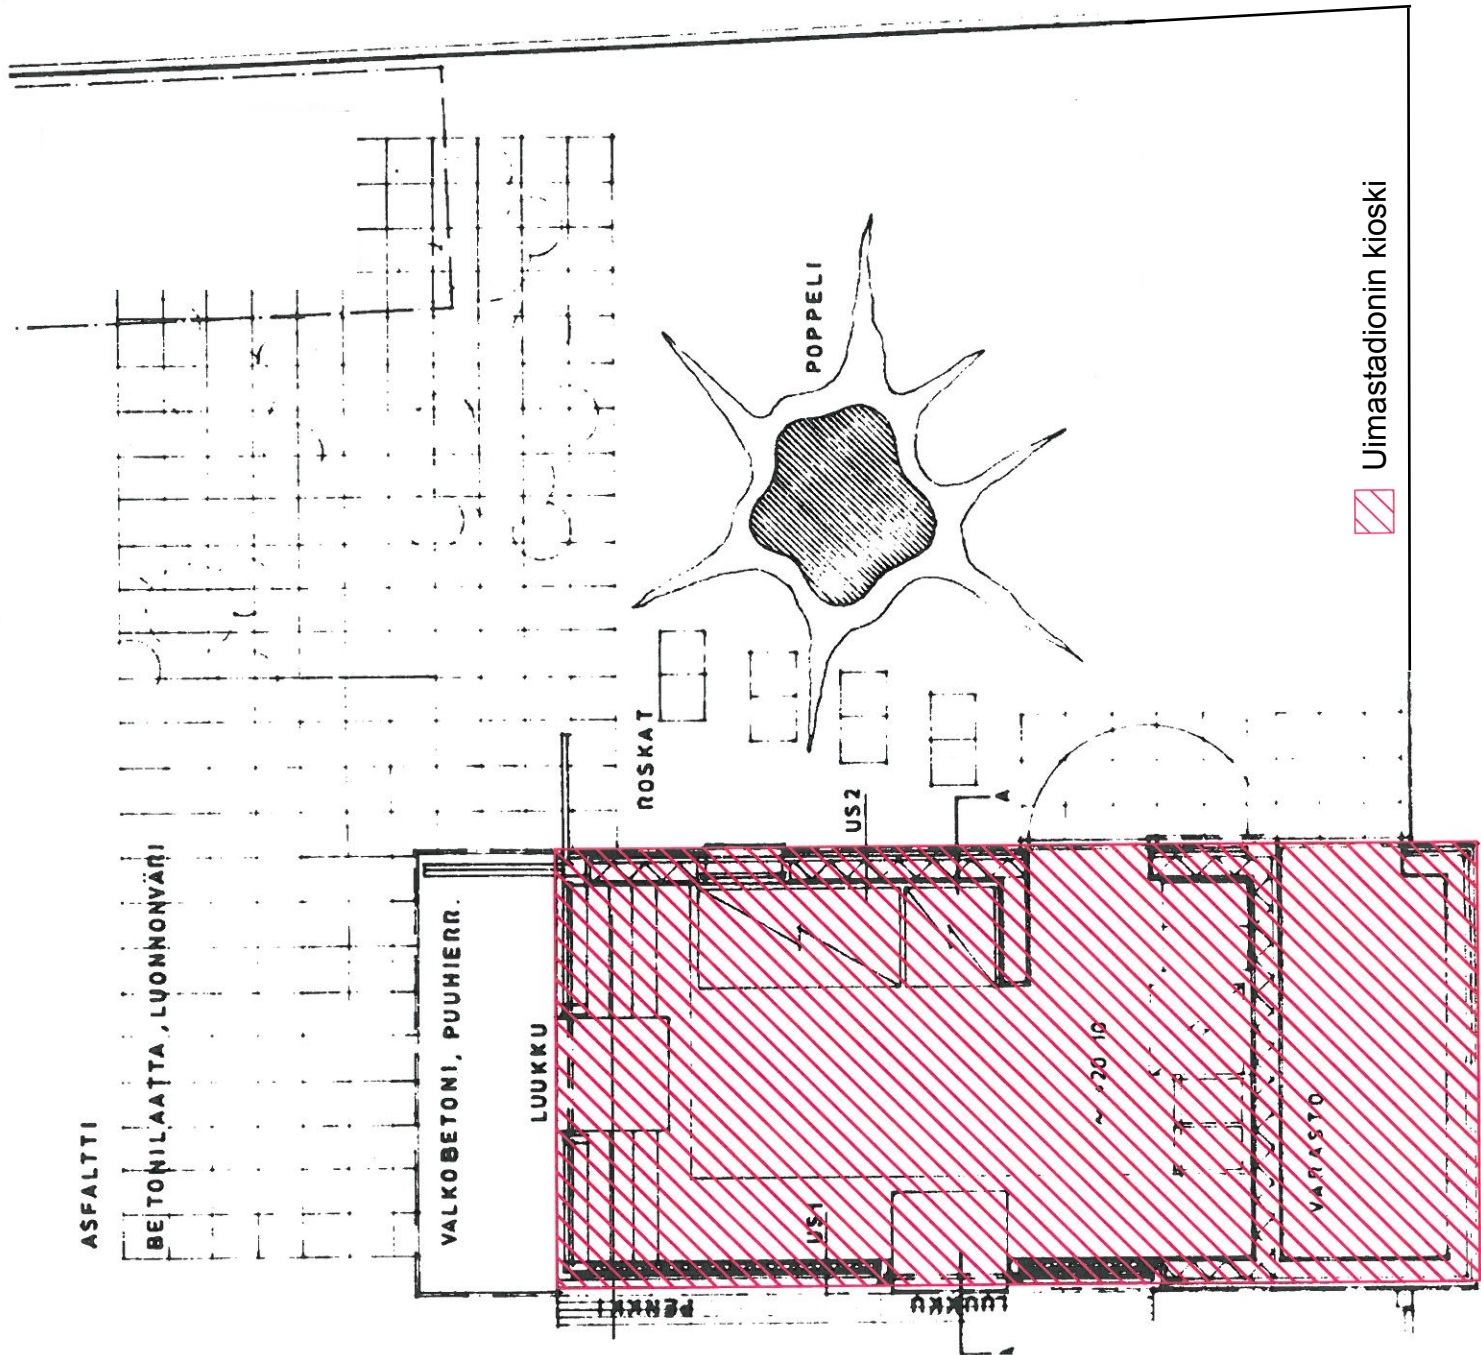 ASFALTTI
BETONILAATTA, LUONNONVÄRI
VALKOBETONI, PUUHIERR.
LUUKKU
PENKKI
ROSKAT
POPPELI
US1
US2
LUUKKU
A
A
VARASTO
Uimastadionin kioski